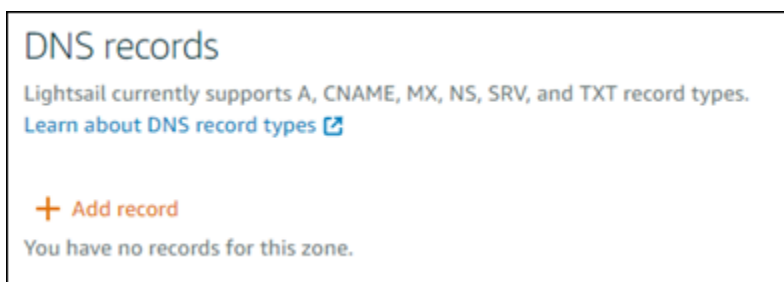 DNS records
Lightsail currently supports A, CNAME, MX, NS, SRV, and TXT record types.
Learn about DNS record types
+ Add record
You have no records for this zone.